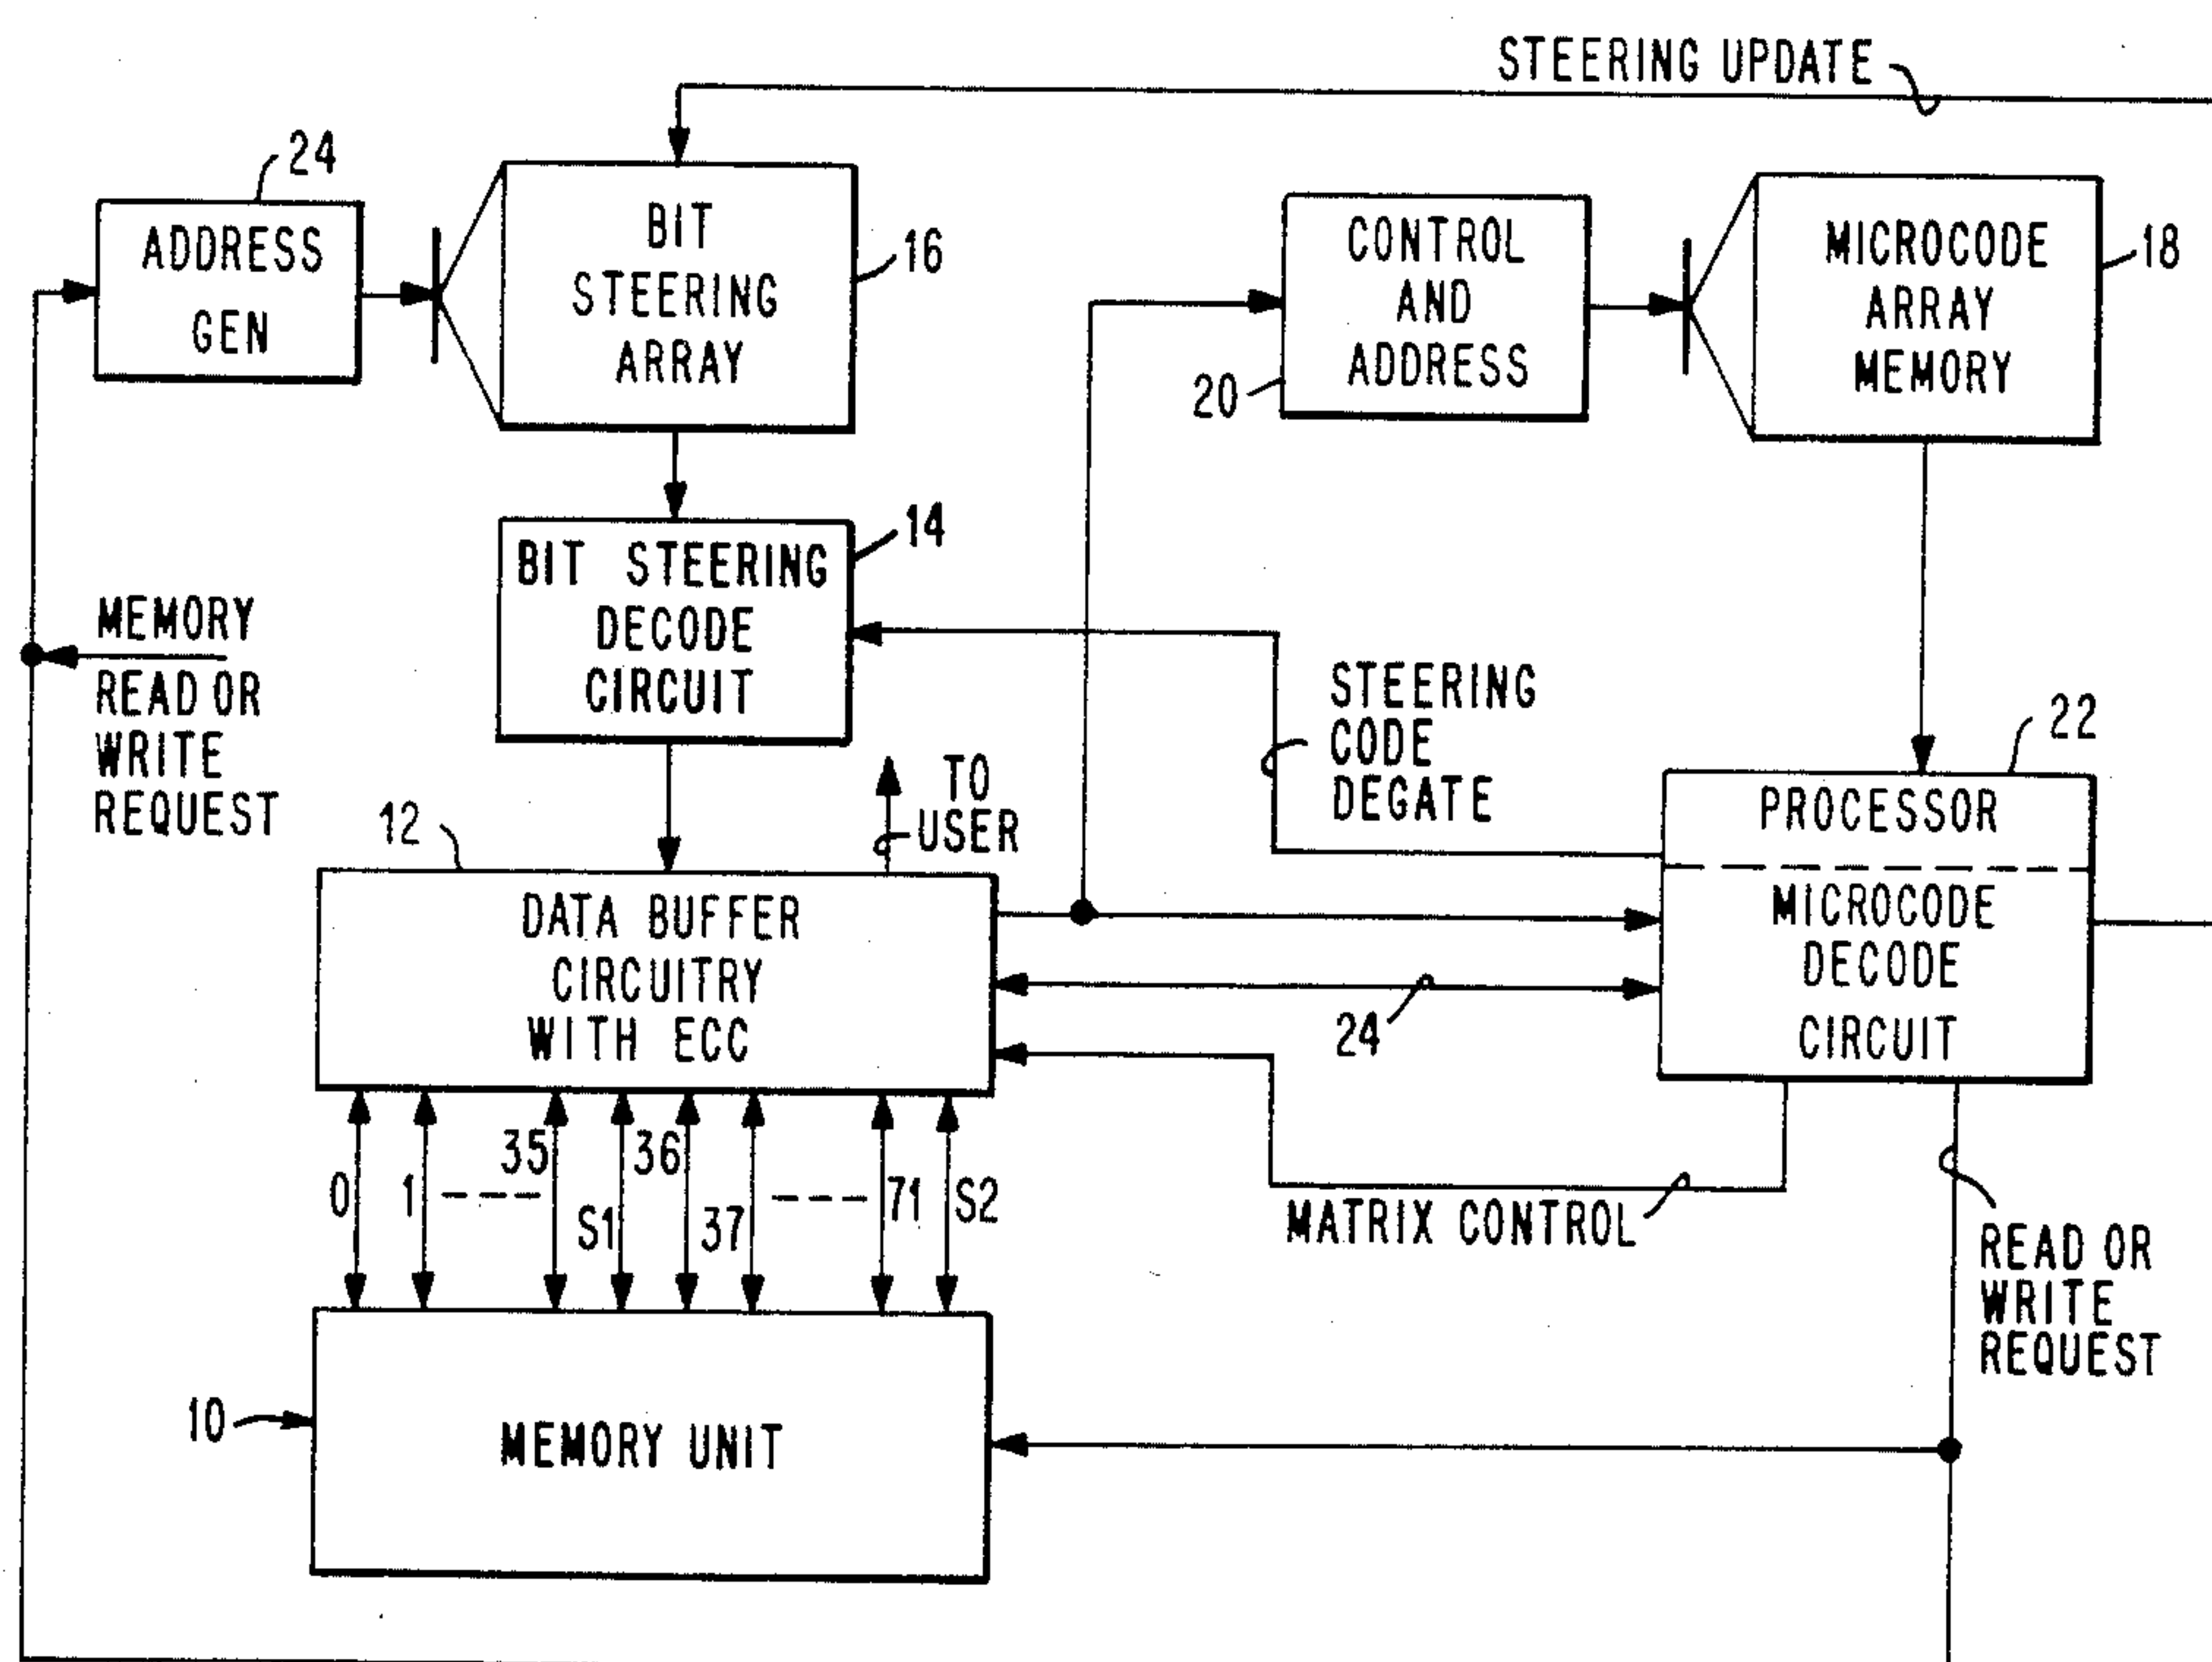 STEERING UPDATE
24
ADDRESS
GEN
BIT
STEERING
ARRAY
16
CONTROL
AND
ADDRESS
20
MICROCODE
ARRAY
MEMORY
18
BIT STEERING
DECODE
CIRCUIT
14
MEMORY
READ OR
WRITE
REQUEST
STEERING
CODE
DEGATE
TO
USER
12
DATA BUFFER
CIRCUITRY
WITH ECC
22
PROCESSOR
MICROCODE
DECODE
CIRCUIT
24
0
1
35
S1
36
37
71
S2
MATRIX CONTROL
READ OR
WRITE
REQUEST
10
MEMORY UNIT